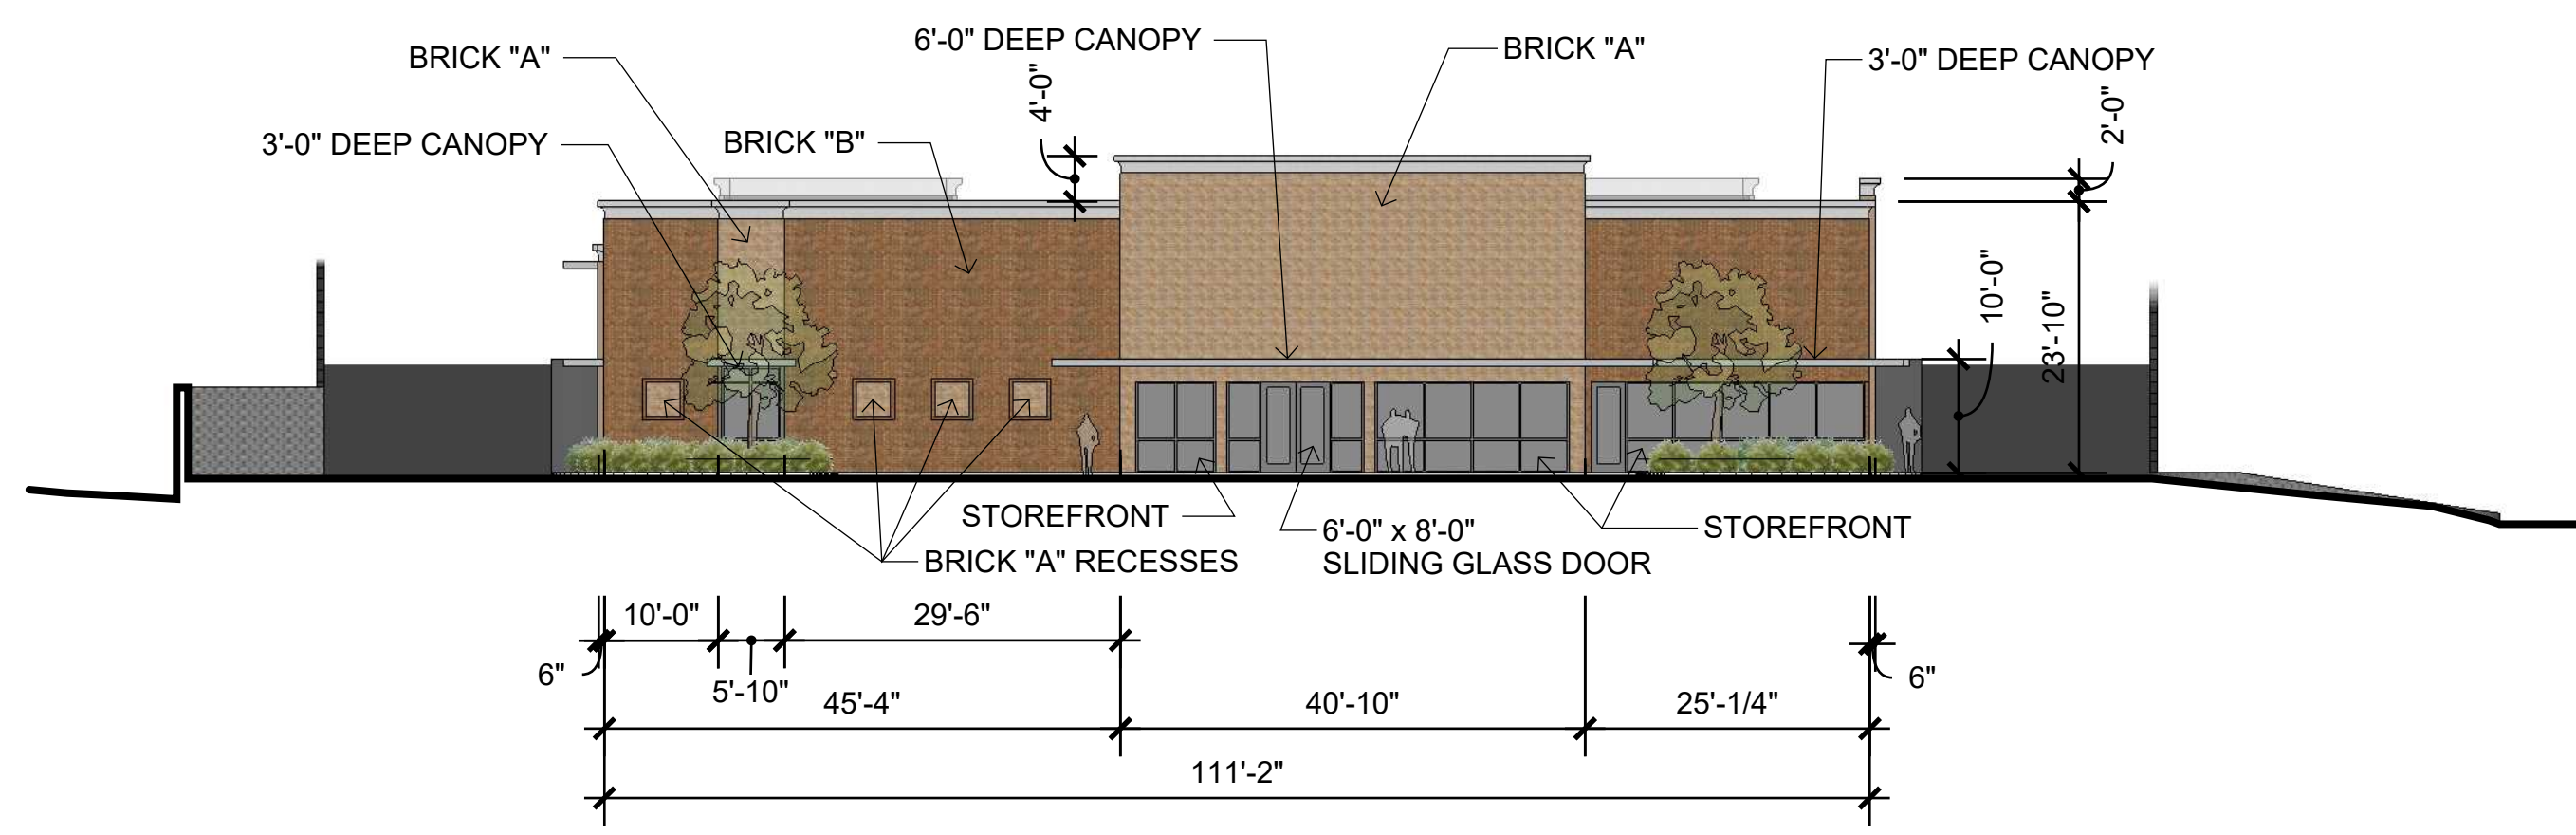 6'-0" DEEP CANOPY
BRICK "A"
BRICK "A"
3'-0" DEEP CANOPY
4'-0"
2'-0"
3'-0" DEEP CANOPY
BRICK "B"
10'-0"
23'-10"
STOREFRONT
6'-0" x 8'-0"
SLIDING GLASS DOOR
STOREFRONT
BRICK "A" RECESSES
10'-0"
29'-6"
6"
5'-10"
6"
45'-4"
40'-10"
25'-1/4"
111'-2"